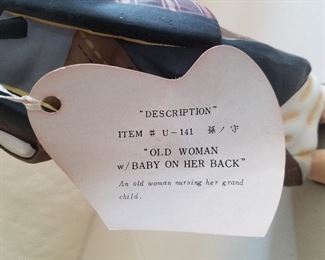 "DESCRIPTION"
ITEM # U-141 孫ノ守
"OLD WOMAN
w/BABY ON HER BACK"
An old woman nursing her grand
child.